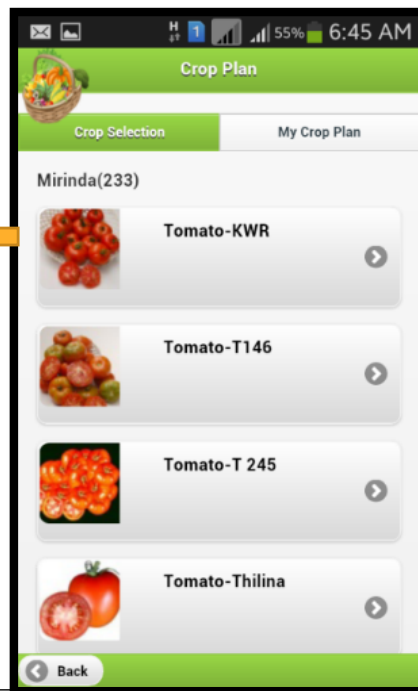 H 1 55% 6:45 AM
Crop Plan
Crop Selection My Crop Plan
Mirinda(233)
Tomato-KWR
Tomato-T146
Tomato-T 245
Tomato-Thilina
Back